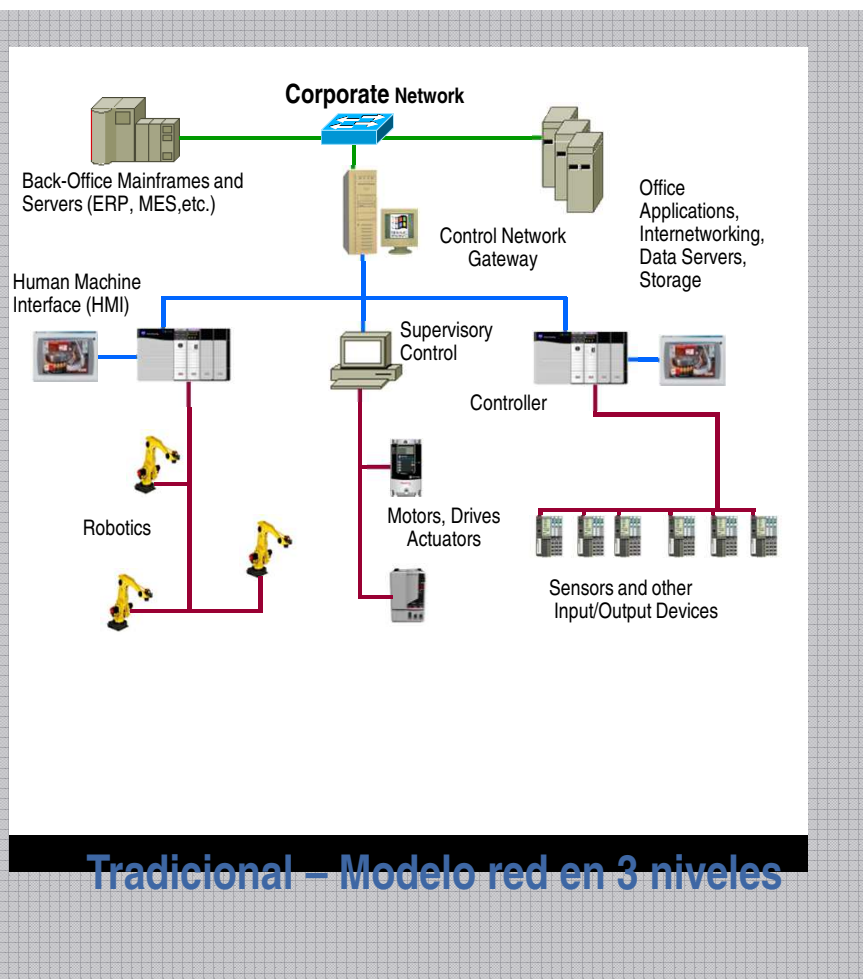 Corporate Network
Back-Office Mainframes and
Servers (ERP, MES,etc.)
Office
Applications,
Internetworking,
Data Servers,
Storage
Control Network
Gateway
Human Machine
Interface (HMI)
Supervisory
Control
Controller
Robotics
Motors, Drives
Actuators
Sensors and other
Input/Output Devices
Tradicional – Modelo red en 3 niveles